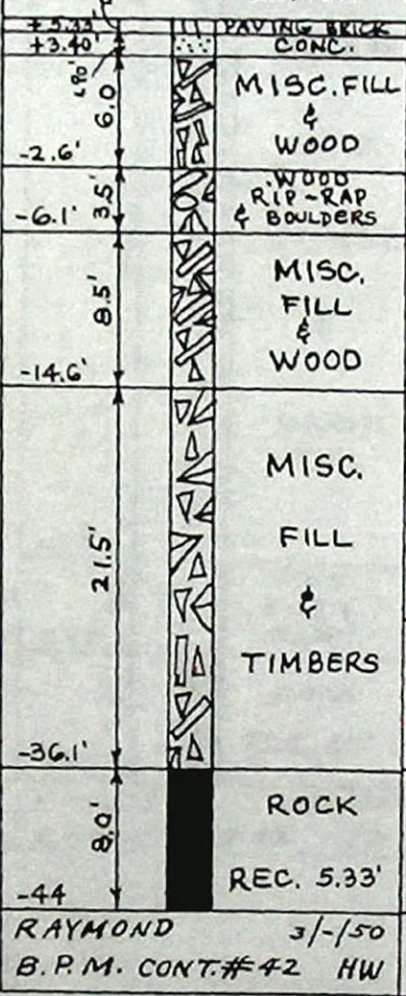 +5.33' PAVING BRICK
+3.40' CONC.
6.0
MISC. FILL
&
WOOD
-2.6'
3.5'
WOOD
RIP-RAP
& BOULDERS
-6.1'
8.5'
MISC.
FILL
&
WOOD
-14.6'
21.5'
MISC.
FILL
&
TIMBERS
-36.1'
8.0'
ROCK
REC. 5.33'
-44
RAYMOND 3/-/50
B.P.M. CONT.#42 HW